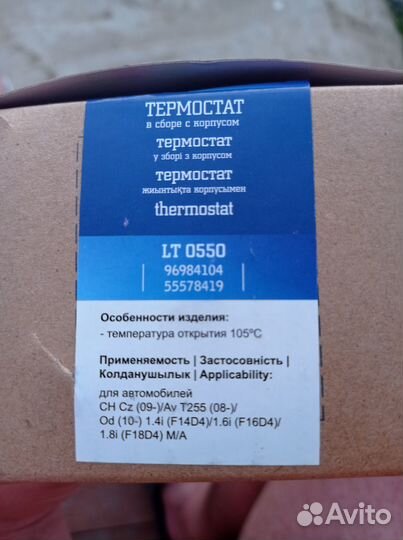 ТЕРМОСТАТ
в сборе с корпусом
термостат
у зборі з корпусом
термостат
жиынтықта корпусымен
thermostat
LT 0550
96984104
55578419
Особенности изделия:
- температура открытия 105°С
Применяемость | Застосовність |
Колданушылык | Applicability:
для автомобилей
CH Cz (09-)/Av T255 (08-)/
Od (10-) 1.4i (F14D4)/1.6i (F16D4)/
1.8i (F18D4) M/A
Avito